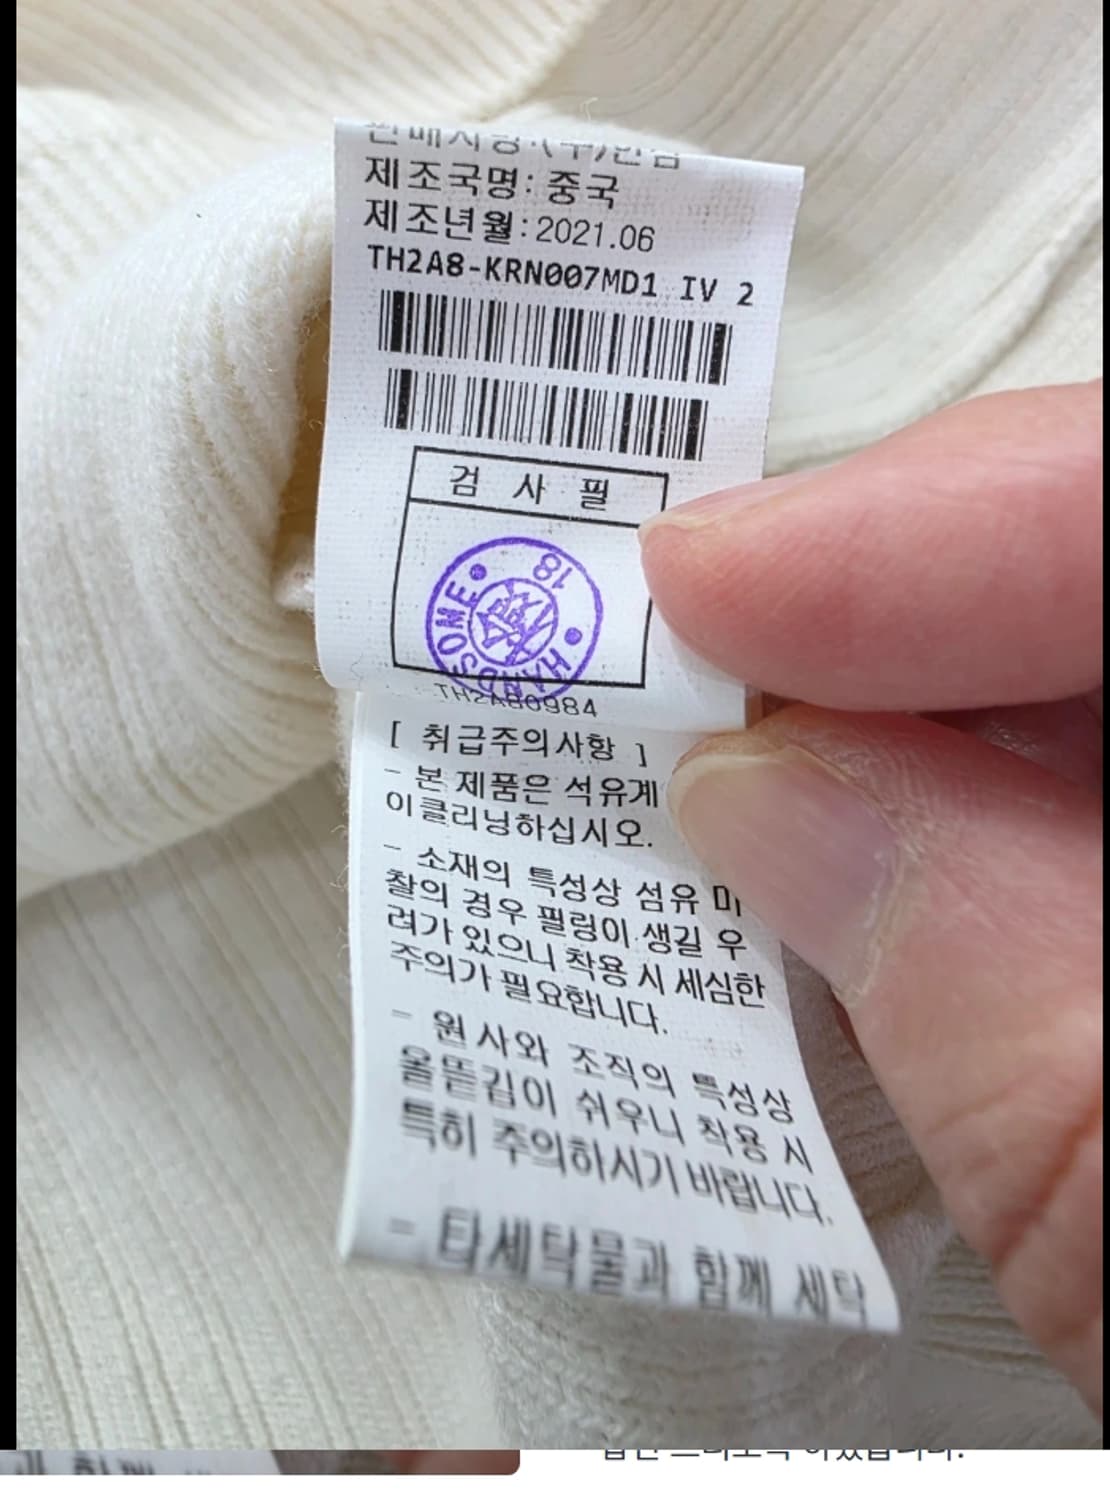 제조국명: 중국
제조년월:2021.06
TH2A8-KRN007MD1 IV 2
검 사 필
18
HANDSOME
TH2A80984
[ 취급주의사항 ]
- 본 제품은 석유계
이클리닝하십시오.
- 소재의 특성상 섬유 마
찰의 경우 필링이 생길 우
려가 있으니 착용 시 세심한
주의가 필요합니다.
- 원사와 조직의 특성상
올뜯김이 쉬우니 착용 시
특히 주의하시기 바랍니다.
- 타세탁물과 함께 세탁